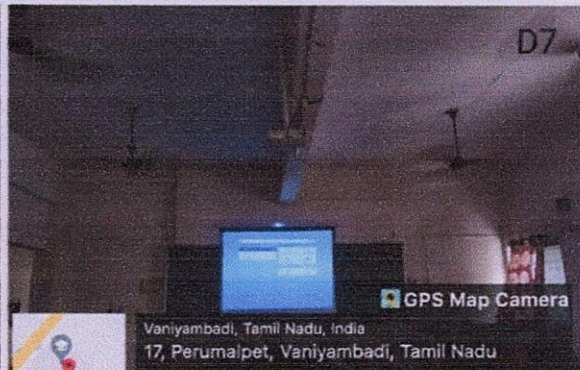 D7
GPS Map Camera
Vaniyambadi, Tamil Nadu, India
17, Perumalpet, Vaniyambadi, Tamil Nadu